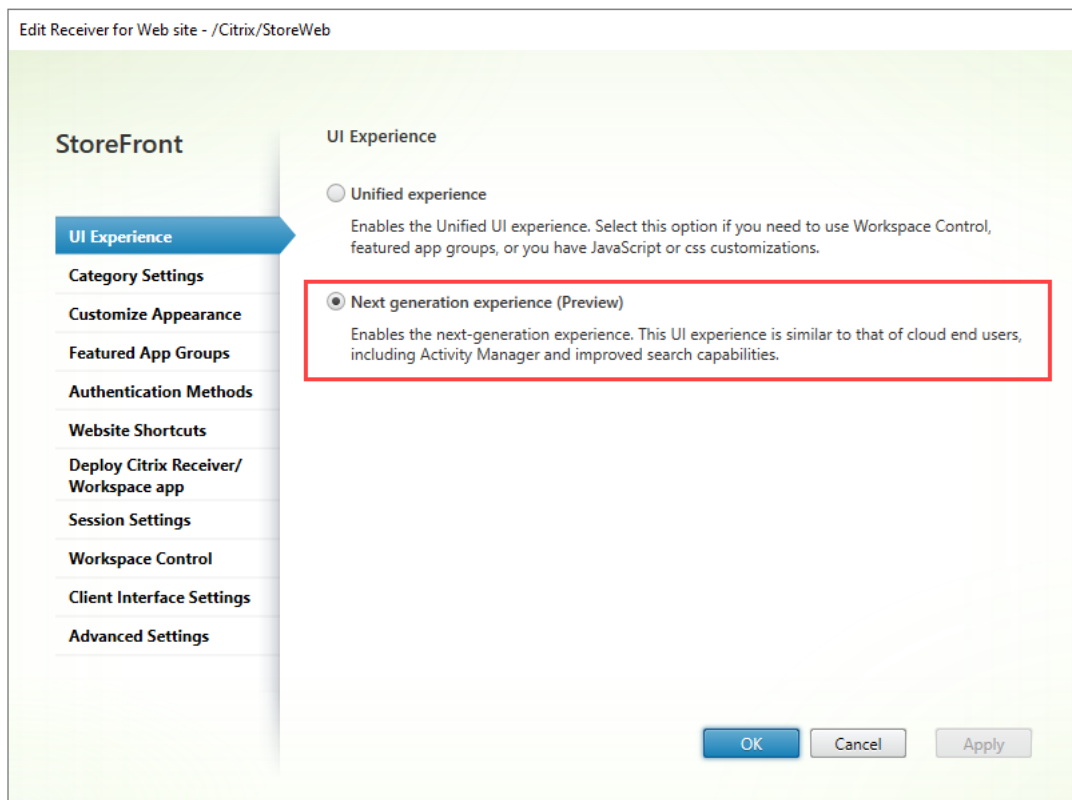 Edit Receiver for Web site - /Citrix/StoreWeb
StoreFront
UI Experience
Category Settings
Customize Appearance
Featured App Groups
Authentication Methods
Website Shortcuts
Deploy Citrix Receiver/
Workspace app
Session Settings
Workspace Control
Client Interface Settings
Advanced Settings
UI Experience
Unified experience
Enables the Unified UI experience. Select this option if you need to use Workspace Control,
featured app groups, or you have JavaScript or css customizations.
Next generation experience (Preview)
Enables the next-generation experience. This UI experience is similar to that of cloud end users,
including Activity Manager and improved search capabilities.
OK
Cancel
Apply